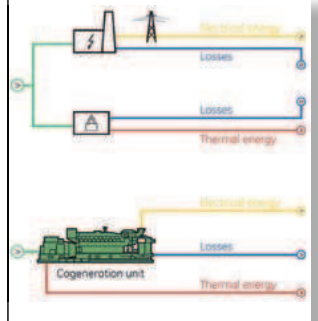 Electrical energy
Losses
Losses
Thermal energy
Electrical energy
Losses
Cogeneration unit
Thermal energy